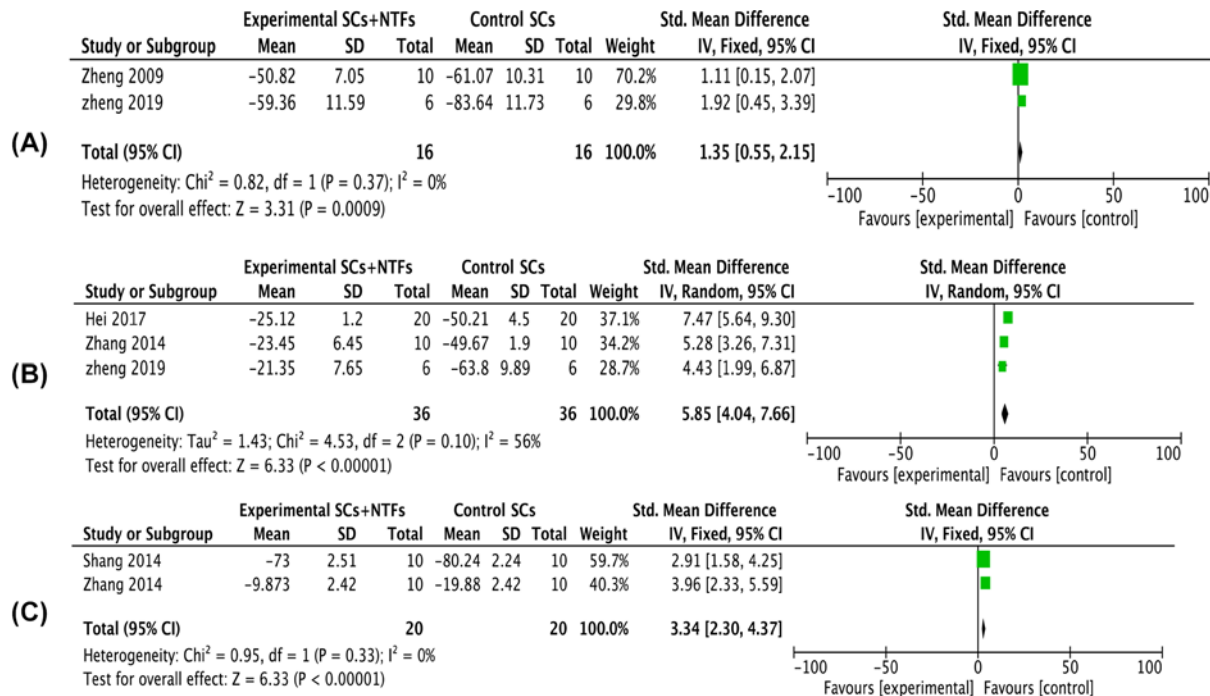 Experimental SCs+NTFs Control SCs Std. Mean Difference Std. Mean Difference
Study or Subgroup Mean SD Total Mean SD Total Weight IV, Fixed, 95% CI IV, Fixed, 95% CI
Zheng 2009 −50.82 7.05 10 −61.07 10.31 10 70.2% 1.11 [0.15, 2.07]
zheng 2019 −59.36 11.59 6 −83.64 11.73 6 29.8% 1.92 [0.45, 3.39]
(A)
Total (95% CI) 16 16 100.0% 1.35 [0.55, 2.15]
Heterogeneity: Chi² = 0.82, df = 1 (P = 0.37); I² = 0%
Test for overall effect: Z = 3.31 (P = 0.0009)
−100 −50 0 50 100
Favours [experimental] Favours [control]
Experimental SCs+NTFs Control SCs Std. Mean Difference Std. Mean Difference
Study or Subgroup Mean SD Total Mean SD Total Weight IV, Random, 95% CI IV, Random, 95% CI
Hei 2017 −25.12 1.2 20 −50.21 4.5 20 37.1% 7.47 [5.64, 9.30]
Zhang 2014 −23.45 6.45 10 −49.67 1.9 10 34.2% 5.28 [3.26, 7.31]
zheng 2019 −21.35 7.65 6 −63.8 9.89 6 28.7% 4.43 [1.99, 6.87]
(B)
Total (95% CI) 36 36 100.0% 5.85 [4.04, 7.66]
Heterogeneity: Tau² = 1.43; Chi² = 4.53, df = 2 (P = 0.10); I² = 56%
Test for overall effect: Z = 6.33 (P < 0.00001)
−100 −50 0 50 100
Favours [experimental] Favours [control]
Experimental SCs+NTFs Control SCs Std. Mean Difference Std. Mean Difference
Study or Subgroup Mean SD Total Mean SD Total Weight IV, Fixed, 95% CI IV, Fixed, 95% CI
Shang 2014 −73 2.51 10 −80.24 2.24 10 59.7% 2.91 [1.58, 4.25]
Zhang 2014 −9.873 2.42 10 −19.88 2.42 10 40.3% 3.96 [2.33, 5.59]
(C)
Total (95% CI) 20 20 100.0% 3.34 [2.30, 4.37]
Heterogeneity: Chi² = 0.95, df = 1 (P = 0.33); I² = 0%
Test for overall effect: Z = 6.33 (P < 0.00001)
−100 −50 0 50 100
Favours [experimental] Favours [control]